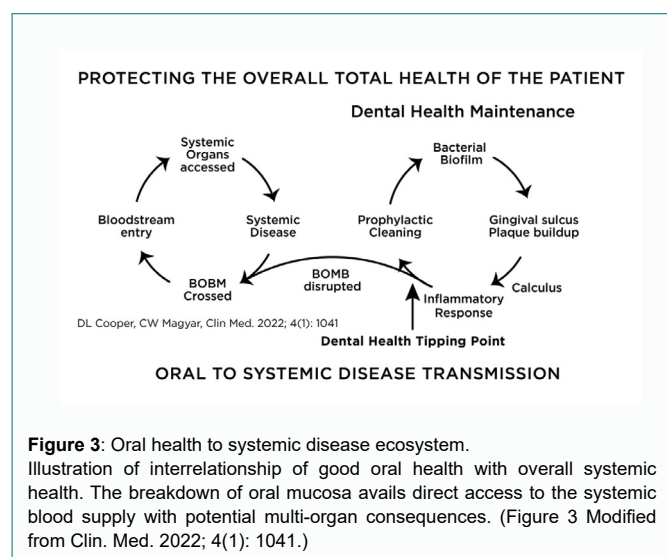 PROTECTING THE OVERALL TOTAL HEALTH OF THE PATIENT
Dental Health Maintenance
Systemic
Organs
accessed
Bloodstream
entry
Systemic
Disease
BOBM
Crossed
BOMB
disrupted
Bacterial
Biofilm
Prophylactic
Cleaning
Gingival sulcus
Plaque buildup
Calculus
Inflammatory
Response
DL Cooper, CW Magyar, Clin Med. 2022; 4(1): 1041
Dental Health Tipping Point
ORAL TO SYSTEMIC DISEASE TRANSMISSION
Figure 3: Oral health to systemic disease ecosystem.
Illustration of interrelationship of good oral health with overall systemic
health. The breakdown of oral mucosa avails direct access to the systemic
blood supply with potential multi-organ consequences. (Figure 3 Modified
from Clin. Med. 2022; 4(1): 1041.)